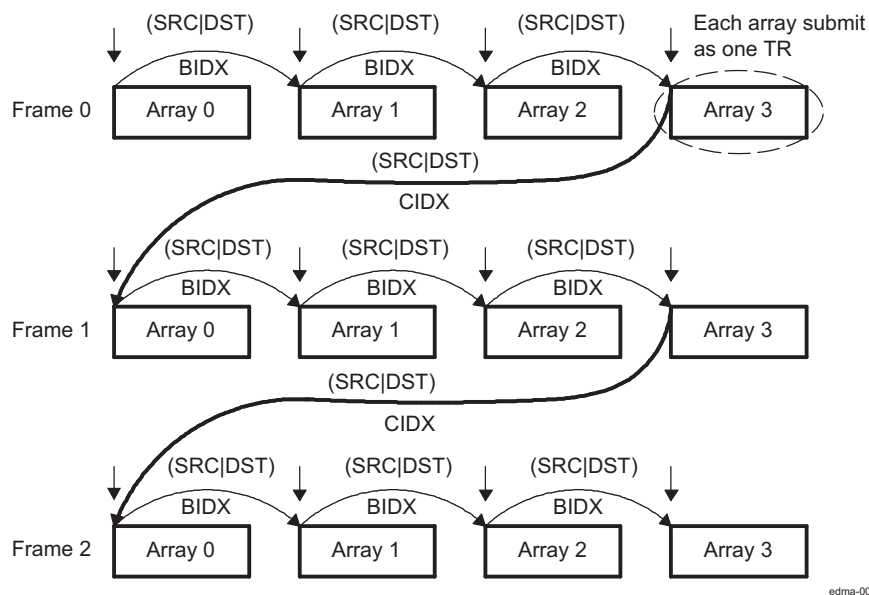 (SRC|DST) (SRC|DST) (SRC|DST) Each array submit
as one TR
BIDX BIDX BIDX
Frame 0 Array 0 Array 1 Array 2 Array 3
(SRC|DST)
CIDX
(SRC|DST) (SRC|DST) (SRC|DST)
BIDX BIDX BIDX
Frame 1 Array 0 Array 1 Array 2 Array 3
(SRC|DST)
CIDX
(SRC|DST) (SRC|DST) (SRC|DST)
BIDX BIDX BIDX
Frame 2 Array 0 Array 1 Array 2 Array 3